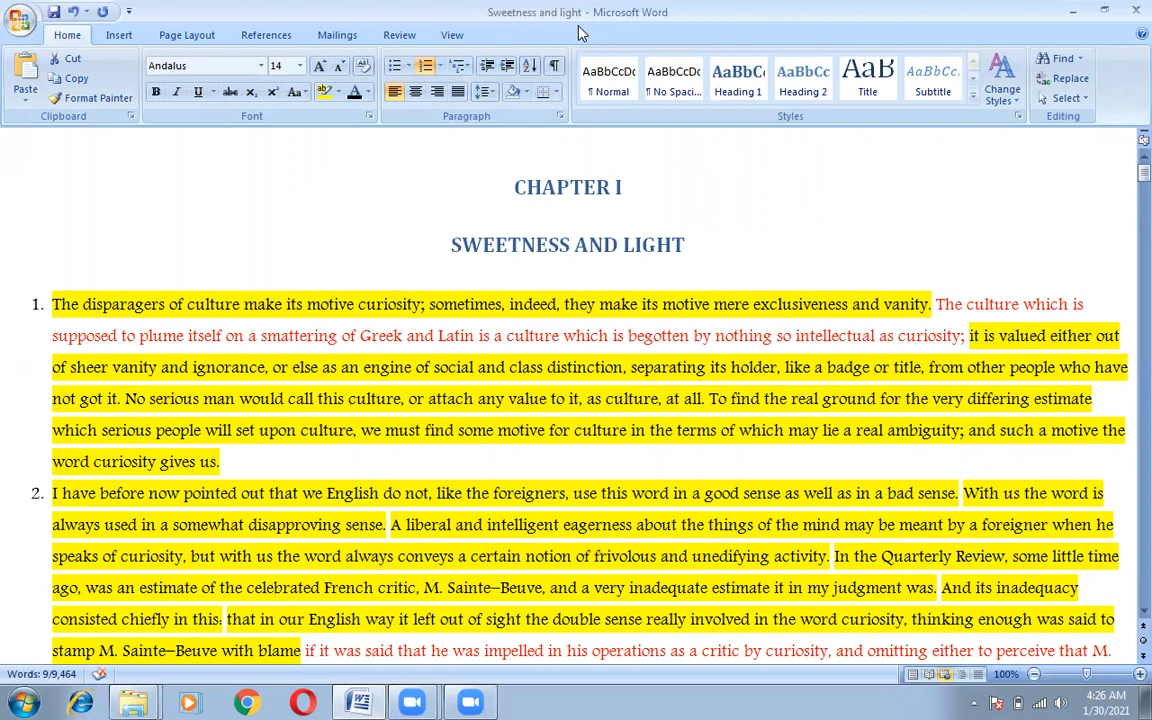 Sweetness and light - Microsoft Word
Home Insert Page Layout References Mailings Review View
Paste
Cut
Copy
Format Painter
Clipboard
Andalus 14
B I U abc X₂ X² Aa A
Font
Paragraph
AaBbCcDc AaBbCcDc AaBbC AaBbCc AaB AaBbCc.
¶ Normal ¶ No Spaci... Heading 1 Heading 2 Title Subtitle
Change
Styles
Styles
Find
Replace
Select
Editing
CHAPTER I
SWEETNESS AND LIGHT
1. The disparagers of culture make its motive curiosity; sometimes, indeed, they make its motive mere exclusiveness and vanity. The culture which is
supposed to plume itself on a smattering of Greek and Latin is a culture which is begotten by nothing so intellectual as curiosity; it is valued either out
of sheer vanity and ignorance, or else as an engine of social and class distinction, separating its holder, like a badge or title, from other people who have
not got it. No serious man would call this culture, or attach any value to it, as culture, at all. To find the real ground for the very differing estimate
which serious people will set upon culture, we must find some motive for culture in the terms of which may lie a real ambiguity; and such a motive the
word curiosity gives us.
2. I have before now pointed out that we English do not, like the foreigners, use this word in a good sense as well as in a bad sense. With us the word is
always used in a somewhat disapproving sense. A liberal and intelligent eagerness about the things of the mind may be meant by a foreigner when he
speaks of curiosity, but with us the word always conveys a certain notion of frivolous and unedifying activity. In the Quarterly Review, some little time
ago, was an estimate of the celebrated French critic, M. Sainte-Beuve, and a very inadequate estimate it in my judgment was. And its inadequacy
consisted chiefly in this: that in our English way it left out of sight the double sense really involved in the word curiosity, thinking enough was said to
stamp M. Sainte-Beuve with blame if it was said that he was impelled in his operations as a critic by curiosity, and omitting either to perceive that M.
Words: 9/9,464
100%
4:26 AM
1/30/2021